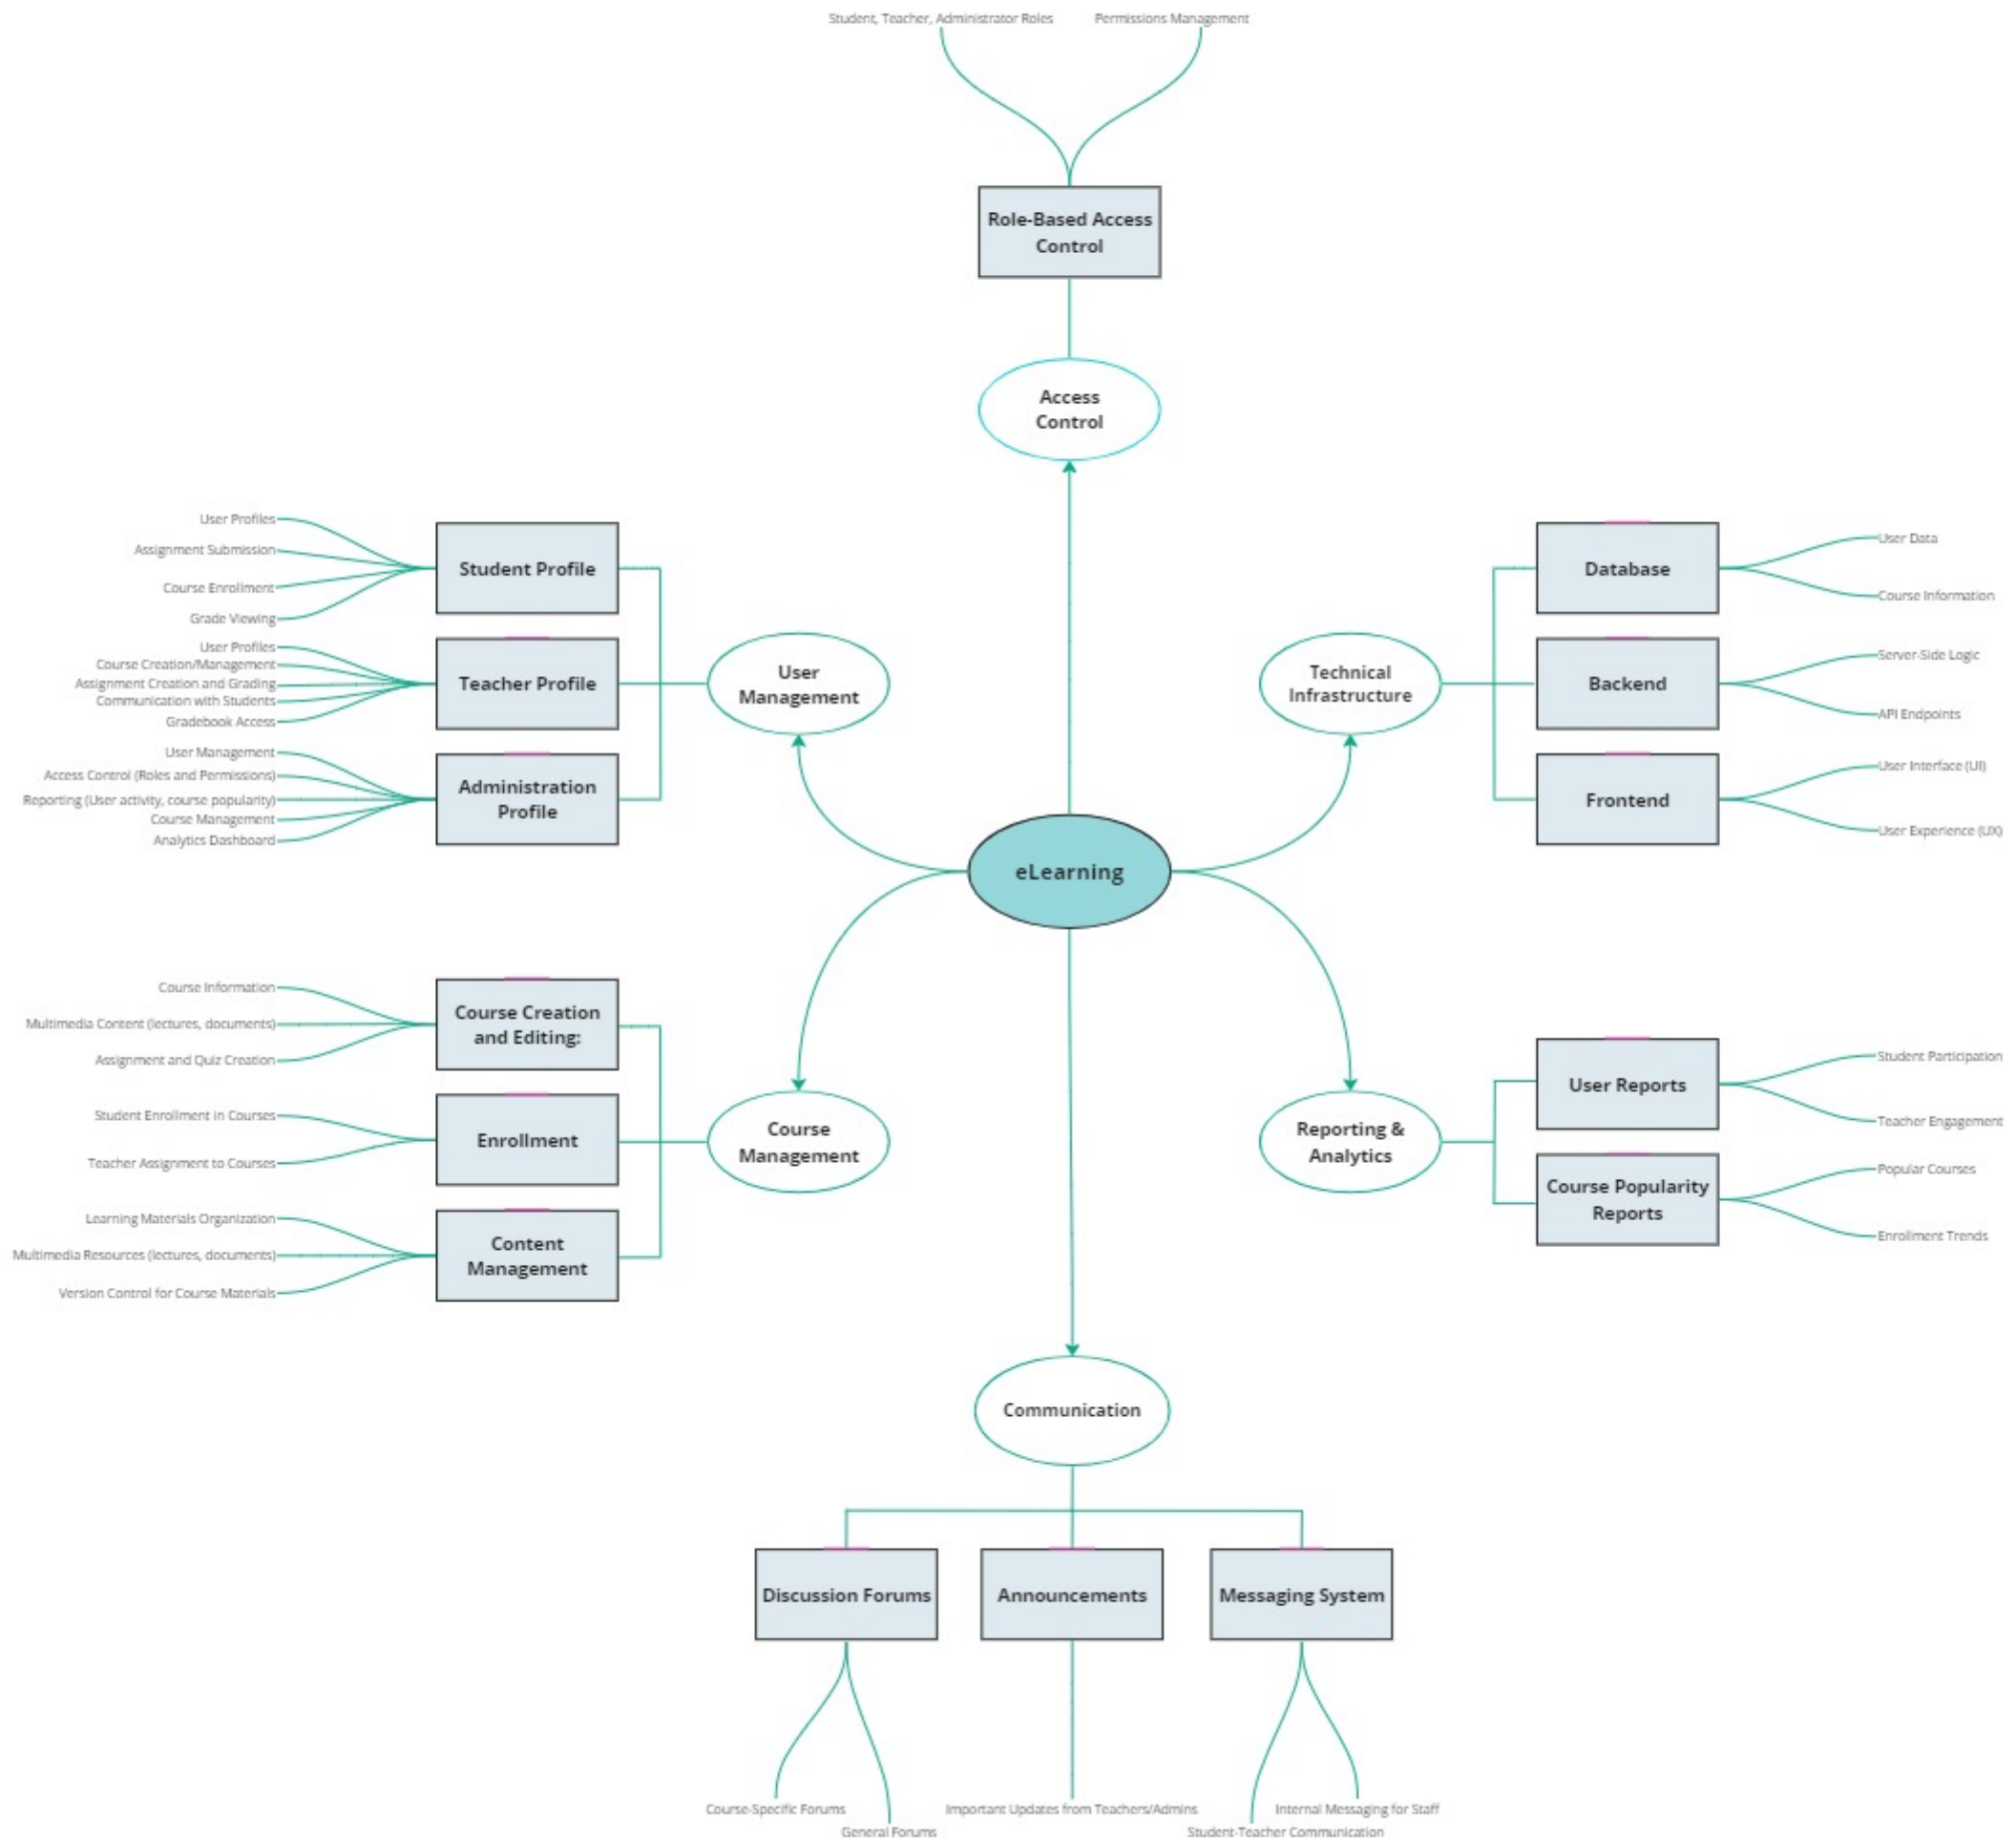 Student, Teacher, Administrator Roles
Permissions Management
Role-Based Access
Control
Access
Control
User Profiles
Assignment Submission
Course Enrollment
Grade Viewing
Student Profile
User Profiles
Course Creation/Management
Assignment Creation and Grading
Communication with Students
Gradebook Access
Teacher Profile
User Management
Access Control (Roles and Permissions)
Reporting (User activity, course popularity)
Course Management
Analytics Dashboard
Administration
Profile
User
Management
Technical
Infrastructure
Database
User Data
Course Information
Backend
Server-Side Logic
API Endpoints
Frontend
User Interface (UI)
User Experience (UX)
eLearning
Course Information
Multimedia Content (lectures, documents)
Assignment and Quiz Creation
Course Creation
and Editing:
Student Enrollment in Courses
Teacher Assignment to Courses
Enrollment
Learning Materials Organization
Multimedia Resources (lectures, documents)
Version Control for Course Materials
Content
Management
Course
Management
Reporting &
Analytics
User Reports
Student Participation
Teacher Engagement
Course Popularity
Reports
Popular Courses
Enrollment Trends
Communication
Discussion Forums
Announcements
Messaging System
Course-Specific Forums
General Forums
Important Updates from Teachers/Admins
Internal Messaging for Staff
Student-Teacher Communication